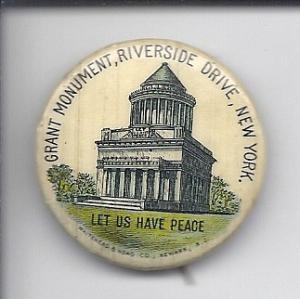 GRANT MONUMENT, RIVERSIDE DRIVE, NEW YORK.
LET US HAVE PEACE
WHITEHEAD & HOAG CO., NEWARK, N.J.